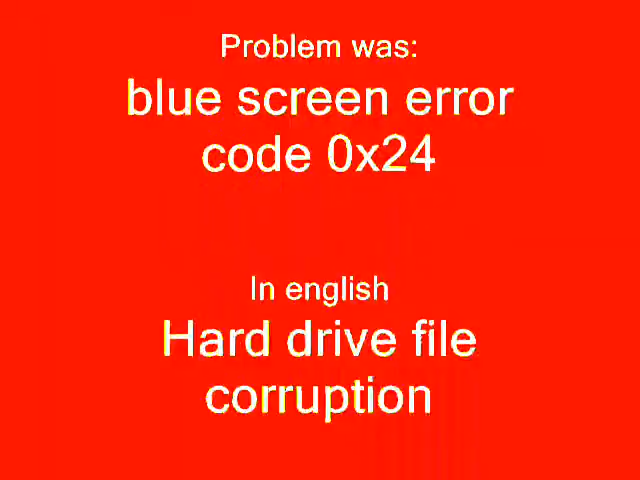 Problem was:
blue screen error
code 0x24
In english
Hard drive file
corruption